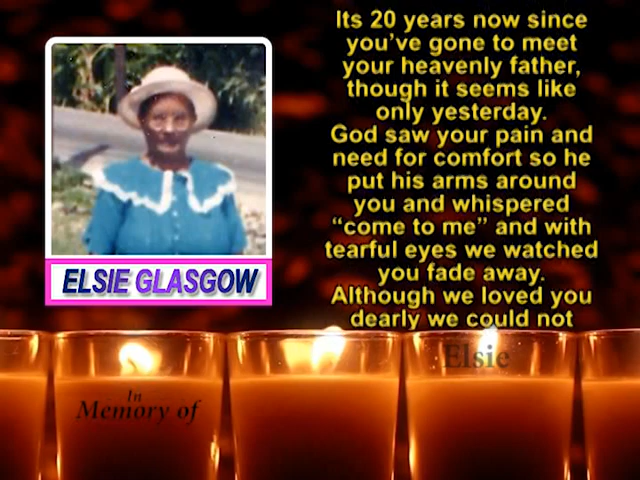 Its 20 years now since
you’ve gone to meet
your heavenly father,
though it seems like
only yesterday.
God saw your pain and
need for comfort so he
put his arms around
you and whispered
“come to me” and with
tearful eyes we watched
you fade away.
Although we loved you
dearly we could not
ELSIE GLASGOW
In
Memory of
Elsie